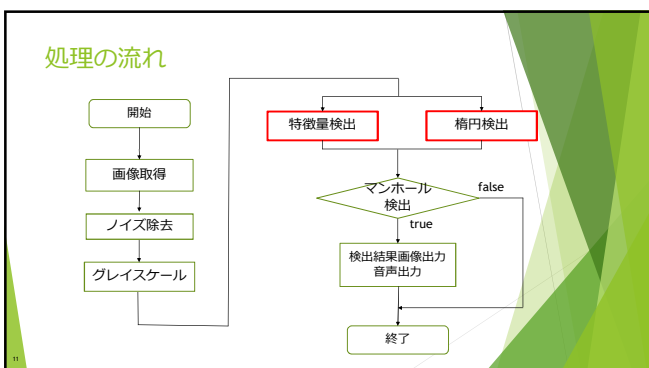 処理の流れ
開始
画像取得
ノイズ除去
グレイスケール
特徴量検出
楕円検出
マンホール
検出
false
true
検出結果画像出力
音声出力
終了
11